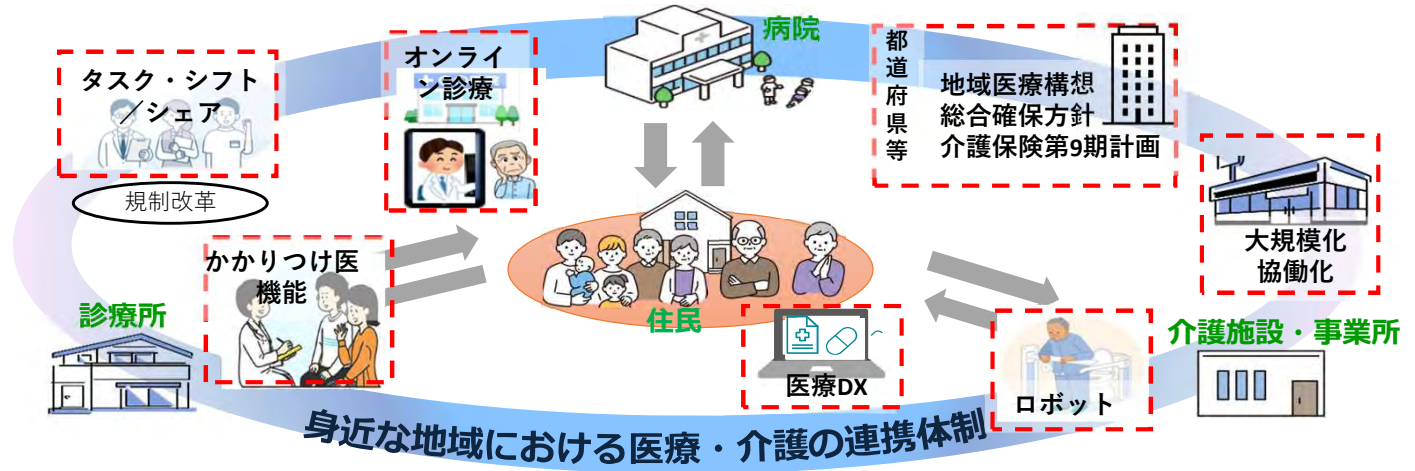 病院
タスク・シフト
／シェア
規制改革
オンライ
ン診療
都道府県等
地域医療構想
総合確保方針
介護保険第9期計画
大規模化
協働化
かかりつけ医
機能
診療所
住民
医療DX
ロボット
介護施設・事業所
身近な地域における医療・介護の連携体制